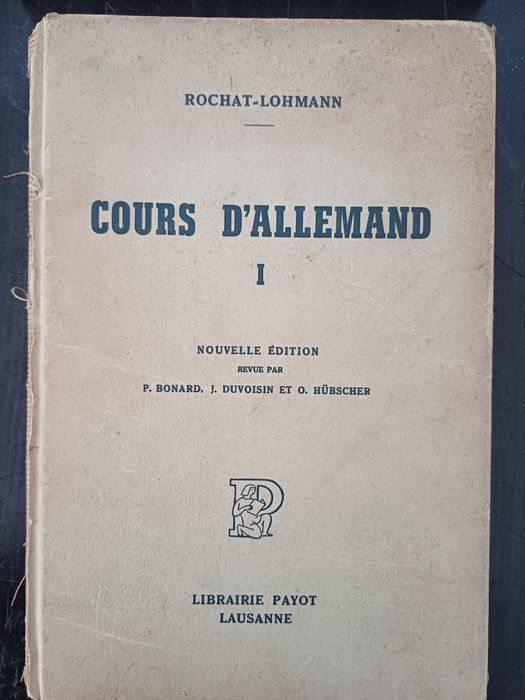 ROCHAT-LOHMANN
COURS D'ALLEMAND
I
NOUVELLE ÉDITION
REVUE PAR
P. BONARD, J. DUVOISIN ET O. HÜBSCHER
P
LIBRAIRIE PAYOT
LAUSANNE